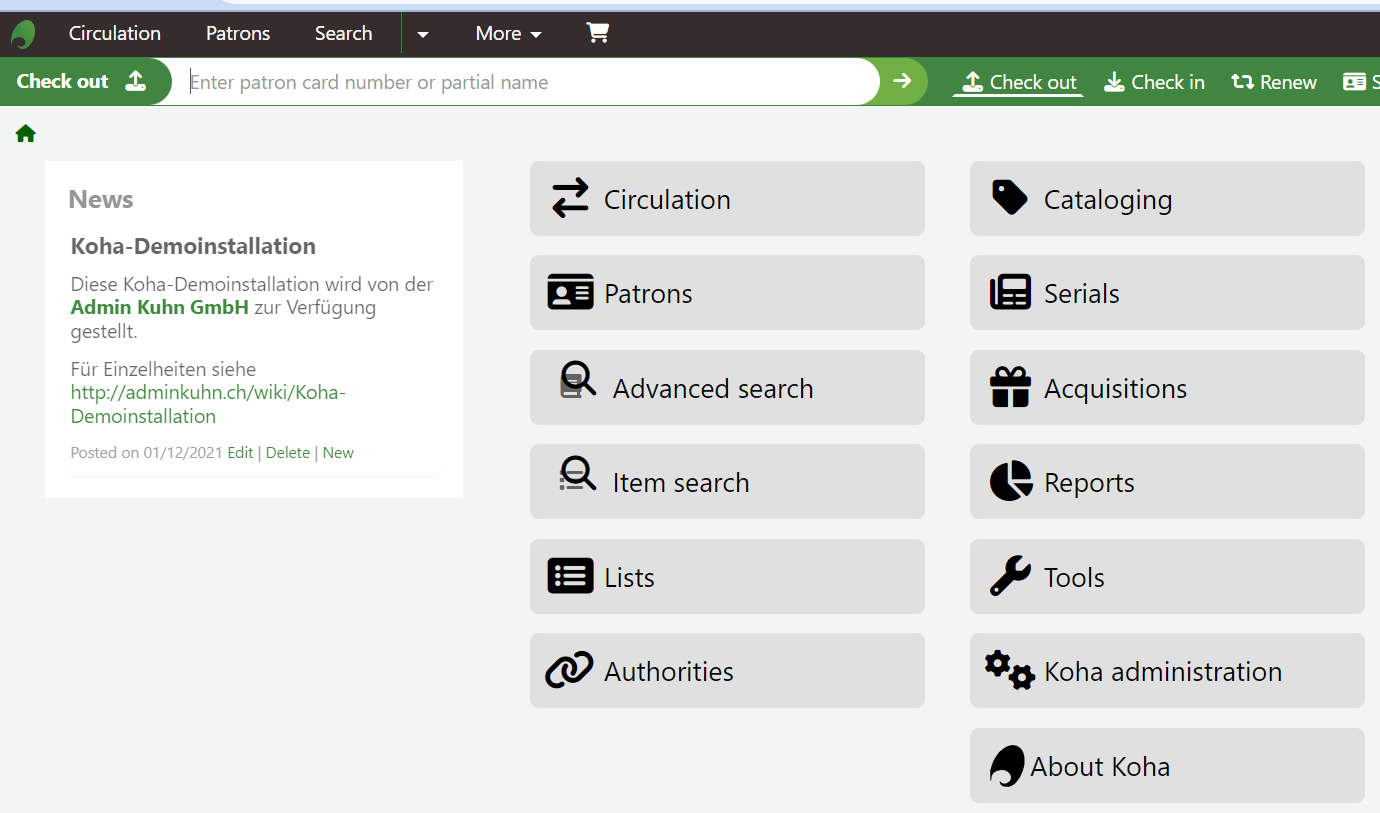 Circulation Patrons Search More
Check out Enter patron card number or partial name Check out Check in Renew S
News
Koha-Demoinstallation
Diese Koha-Demoinstallation wird von der
Admin Kuhn GmbH zur Verfügung
gestellt.
Für Einzelheiten siehe
http://adminkuhn.ch/wiki/Koha-
Demoinstallation
Posted on 01/12/2021 Edit | Delete | New
Circulation
Patrons
Advanced search
Item search
Lists
Authorities
Cataloging
Serials
Acquisitions
Reports
Tools
Koha administration
About Koha